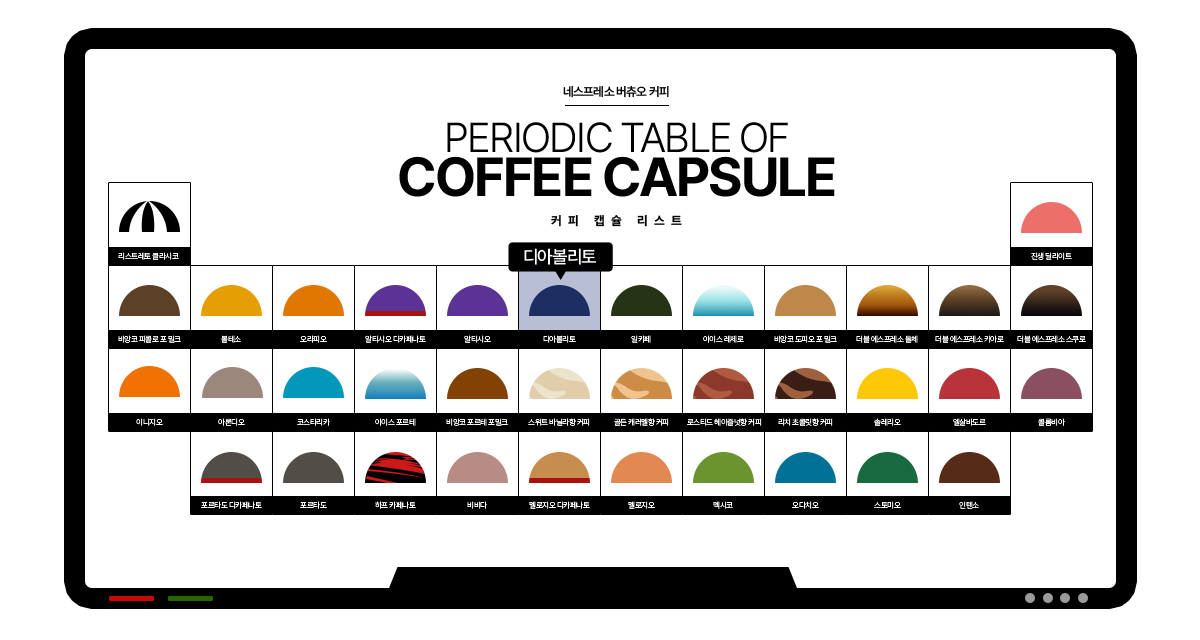 네스프레소 버츄오 커피
PERIODIC TABLE OF
COFFEE CAPSULE
커피 캡슐 리스트
리스트레토 클라시코
진생 딜라이트
디아볼리토
비앙코 피콜로 포 밀크
볼테소
오라피오
알티시오 디카페나토
알티시오
디아볼리토
일카페
아이스 레제로
비앙코 도피오 포 밀크
더블 에스프레소 돌체
더블 에스프레소 키아로
더블 에스프레소 스쿠로
이니지오
아론디오
코스타리카
아이스 포르테
비앙코 포르테 포밀크
스위트 바닐라향 커피
골든 캐러멜향 커피
로스티드 헤이즐넛향 커피
리치 초콜릿향 커피
솔레리오
엘살바도르
콜롬비아
포르타도 디카페나토
포르타도
하프 카페나토
비비다
멜로지오 디카페나토
멜로지오
멕시코
오다치오
스토미오
인텐소